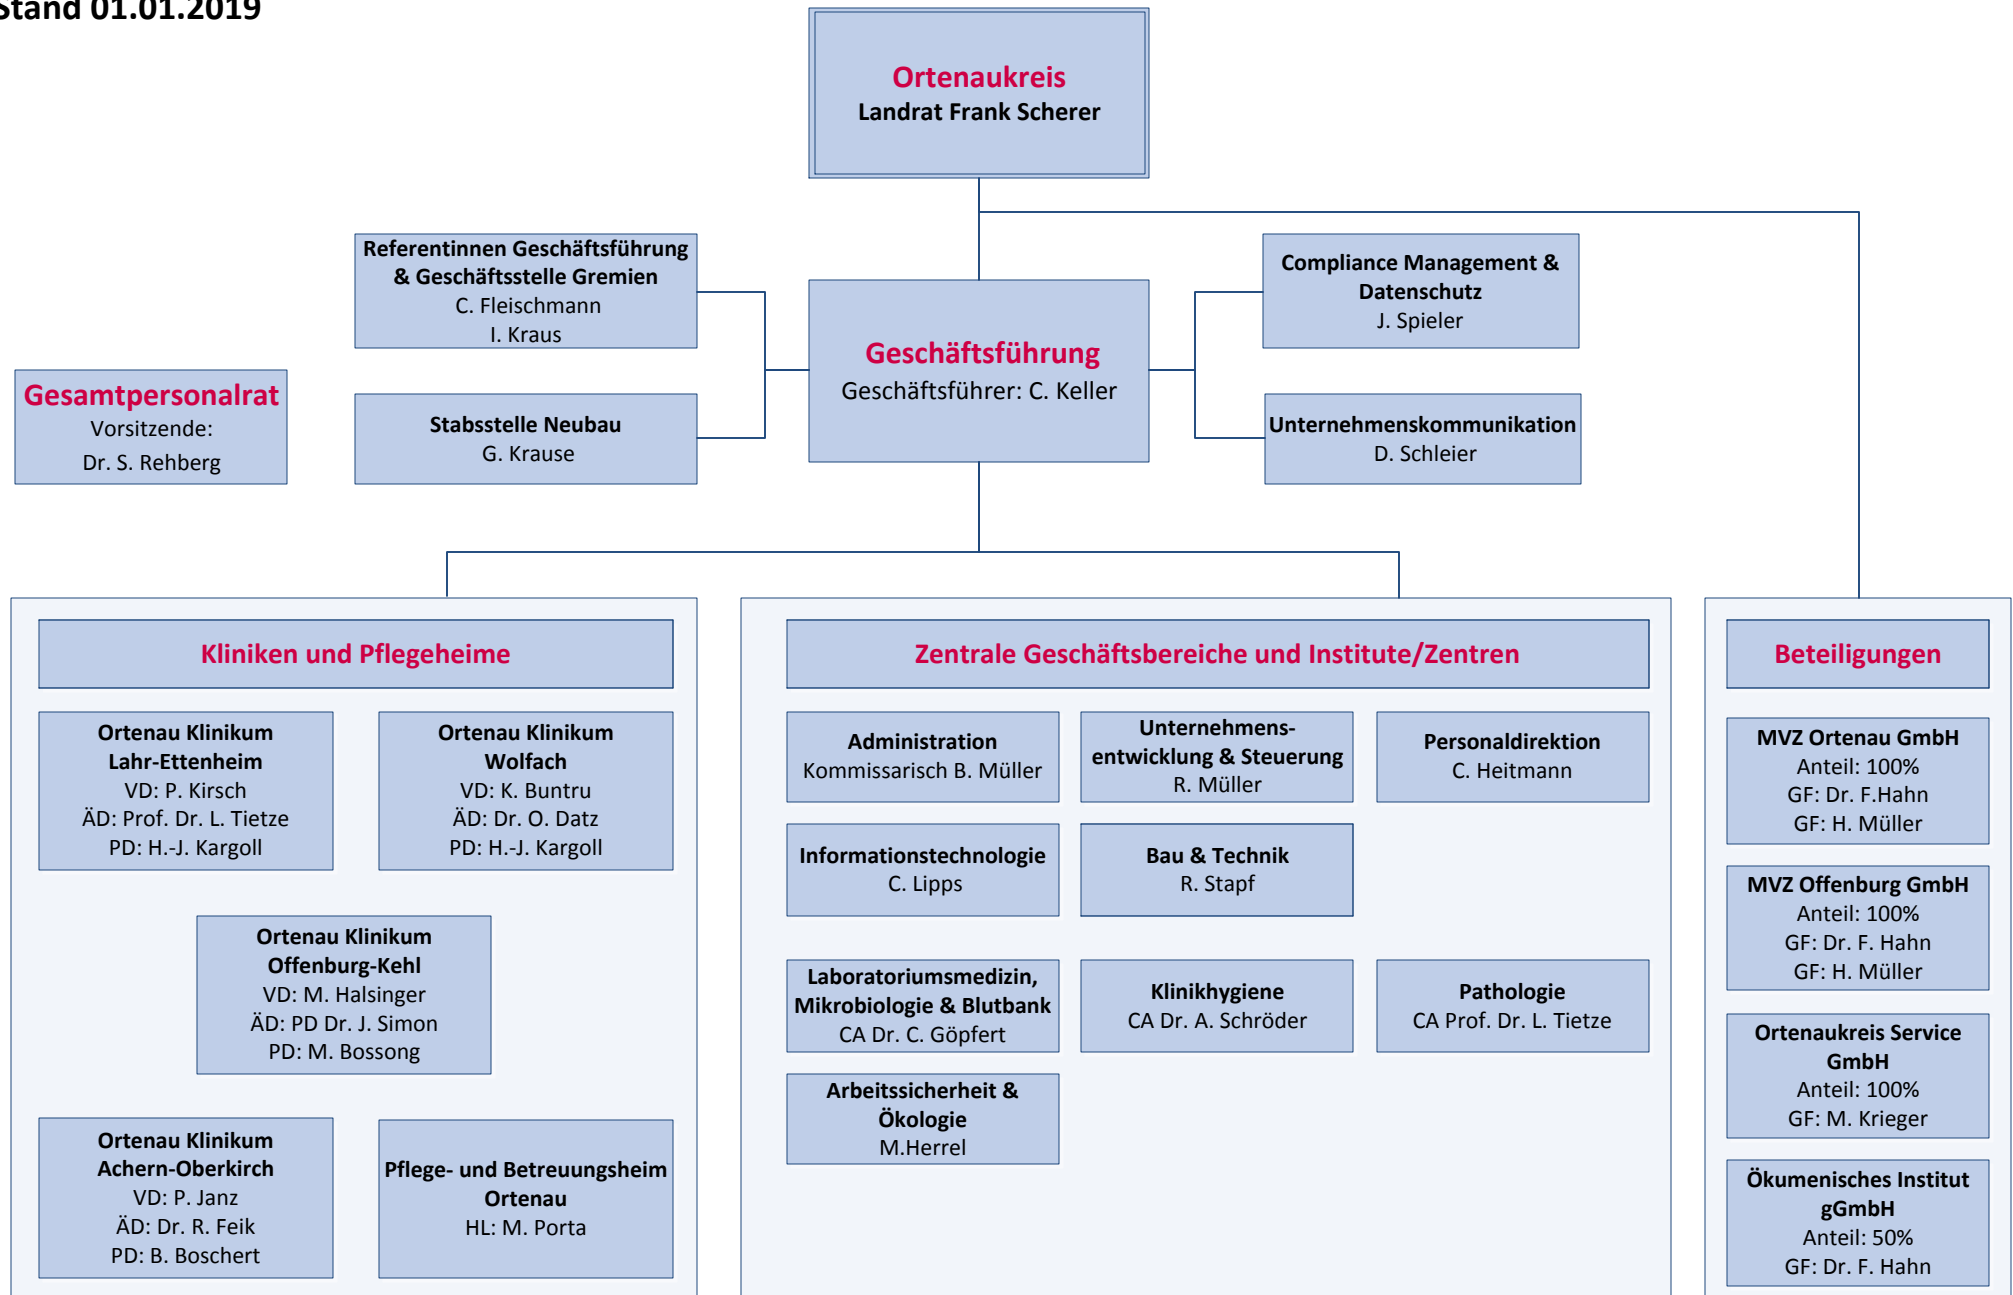 Stand 01.01.2019
Ortenaukreis
Landrat Frank Scherer
Referentinnen Geschäftsführung
& Geschäftsstelle Gremien
C. Fleischmann
I. Kraus
Compliance Management &
Datenschutz
J. Spieler
Geschäftsführung
Geschäftsführer: C. Keller
Gesamtpersonalrat
Vorsitzende:
Dr. S. Rehberg
Stabsstelle Neubau
G. Krause
Unternehmenskommunikation
D. Schleier
Kliniken und Pflegeheime
Ortenau Klinikum
Lahr-Ettenheim
VD: P. Kirsch
ÄD: Prof. Dr. L. Tietze
PD: H.-J. Kargoll
Ortenau Klinikum
Wolfach
VD: K. Buntru
ÄD: Dr. O. Datz
PD: H.-J. Kargoll
Ortenau Klinikum
Offenburg-Kehl
VD: M. Halsinger
ÄD: PD Dr. J. Simon
PD: M. Bossong
Ortenau Klinikum
Achern-Oberkirch
VD: P. Janz
ÄD: Dr. R. Feik
PD: B. Boschert
Pflege- und Betreuungsheim
Ortenau
HL: M. Porta
Zentrale Geschäftsbereiche und Institute/Zentren
Administration
Kommissarisch B. Müller
Unternehmens-
entwicklung & Steuerung
R. Müller
Personaldirektion
C. Heitmann
Informationstechnologie
C. Lipps
Bau & Technik
R. Stapf
Laboratoriumsmedizin,
Mikrobiologie & Blutbank
CA Dr. C. Göpfert
Klinikhygiene
CA Dr. A. Schröder
Pathologie
CA Prof. Dr. L. Tietze
Arbeitssicherheit &
Ökologie
M.Herrel
Beteiligungen
MVZ Ortenau GmbH
Anteil: 100%
GF: Dr. F.Hahn
GF: H. Müller
MVZ Offenburg GmbH
Anteil: 100%
GF: Dr. F. Hahn
GF: H. Müller
Ortenaukreis Service
GmbH
Anteil: 100%
GF: M. Krieger
Ökumenisches Institut
gGmbH
Anteil: 50%
GF: Dr. F. Hahn